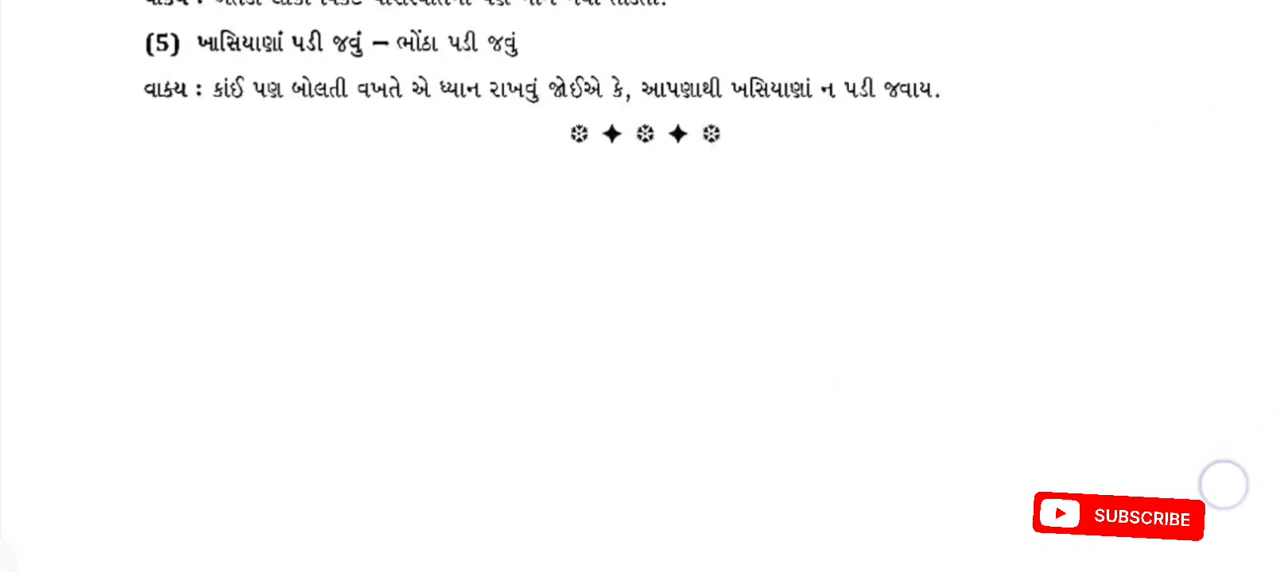 (5) ખાસિયાણાં પડી જવું – ભોંઠા પડી જવું
વાક્ય : કાંઈ પણ બોલતી વખતે એ ધ્યાન રાખવું જોઈએ કે, આપણાથી ખસિયાણાં ન પડી જવાય.
SUBSCRIBE